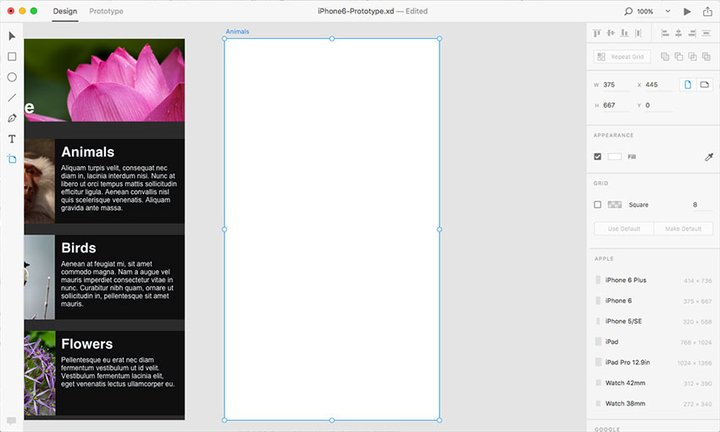 Design Prototype iPhone6-Prototype.xd — Edited 100%
Animals
e
Animals
Aliquam turpis velit, consequat nec
diam in, lacinia interdum nisi. Nunc at
libero ut orci tempus mattis sollicitudin
efficitur ligula. Aenean convallis nisl
quis scelerisque venenatis. Aliquam
gravida ante massa.
Birds
Aenean at feugiat mi, sit amet
commodo magna. Nam a augue vel
mauris imperdiet consectetur vitae in
nunc. Curabitur nibh quam, ornare ut
sollicitudin in, pellentesque sit amet
mauris.
Flowers
Pellentesque eu erat nec diam
fermentum vestibulum ut id velit.
Vestibulum fermentum lacinia elit,
eget venenatis lectus ullamcorper eu.
T
Repeat Grid
W 375 X 445
H 667 Y 0
APPEARANCE
Fill
GRID
Square 8
Use Default Make Default
APPLE
iPhone 6 Plus 414 × 736
iPhone 6 375 × 667
iPhone 5/SE 320 × 568
iPad 768 × 1024
iPad Pro 12.9in 1024 × 1366
Watch 42mm 312 × 390
Watch 38mm 272 × 340
GOOGLE